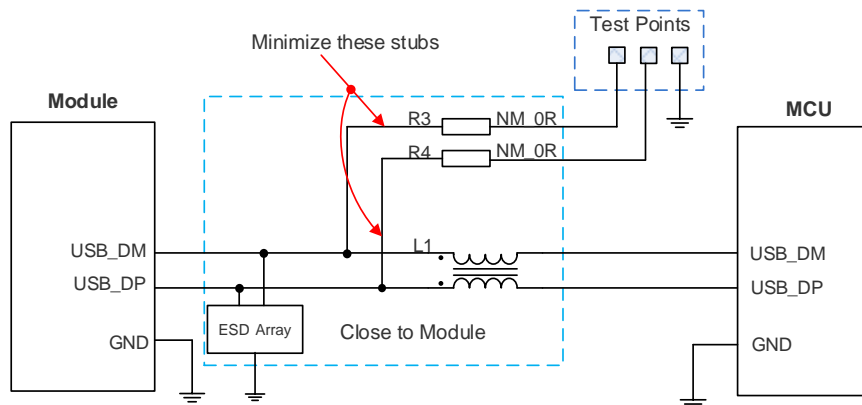 Test Points
Minimize these stubs
Module
MCU
R3
NM_0R
R4
NM_0R
USB_DM
L1
USB_DM
USB_DP
USB_DP
ESD Array
Close to Module
GND
GND